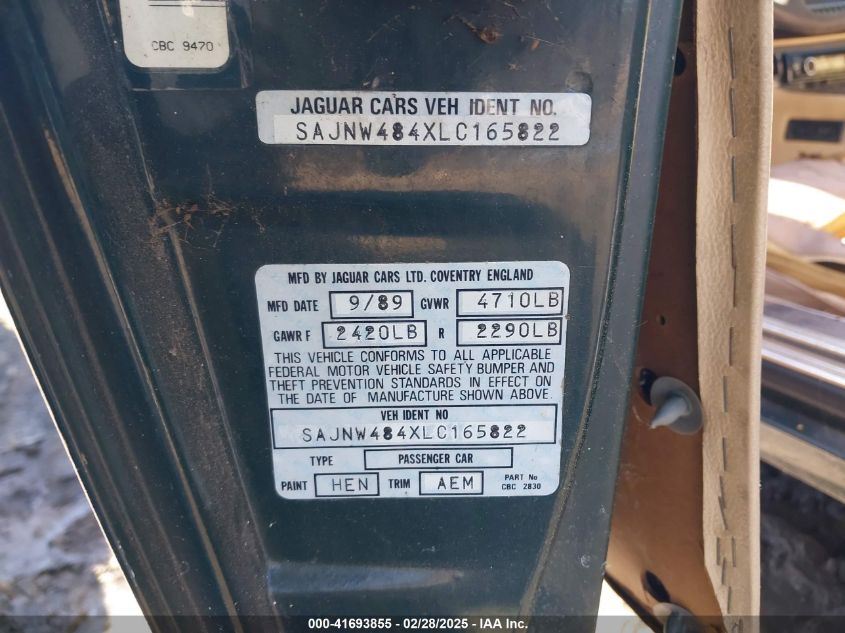 CBC 9470
JAGUAR CARS VEH IDENT NO.
SAJNW484XLC165822
MFD BY JAGUAR CARS LTD. COVENTRY ENGLAND
MFD DATE 9/89 GVWR 4710LB
GAWR F 2420LB R 2290LB
THIS VEHICLE CONFORMS TO ALL APPLICABLE
FEDERAL MOTOR VEHICLE SAFETY BUMPER AND
THEFT PREVENTION STANDARDS IN EFFECT ON
THE DATE OF MANUFACTURE SHOWN ABOVE.
VEH IDENT NO
SAJNW484XLC165822
TYPE PASSENGER CAR
PAINT HEN TRIM AEM PART No
CBC 2830
000-41693855 - 02/28/2025 - IAA Inc.